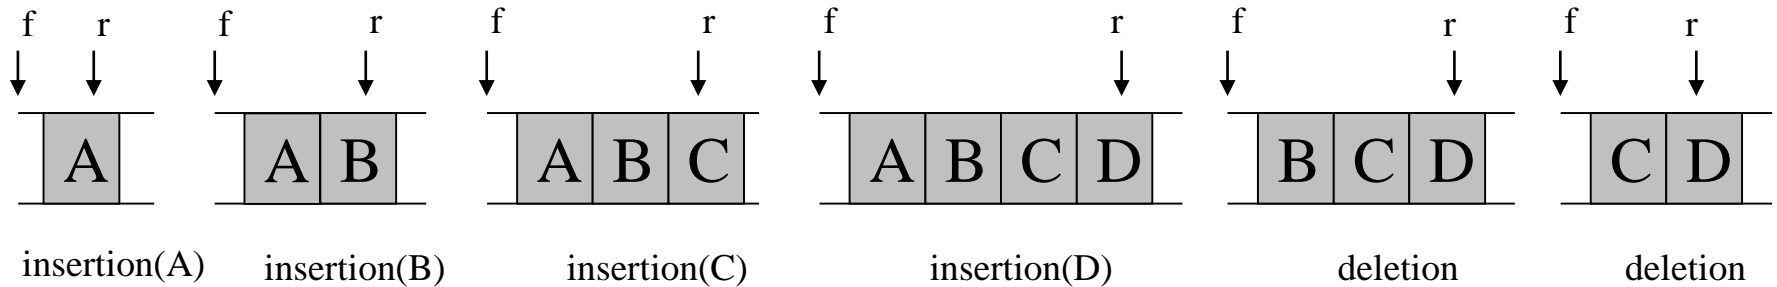 f r f r f r f r f r f r
A A B A B C A B C D B C D C D
insertion(A) insertion(B) insertion(C) insertion(D) deletion deletion